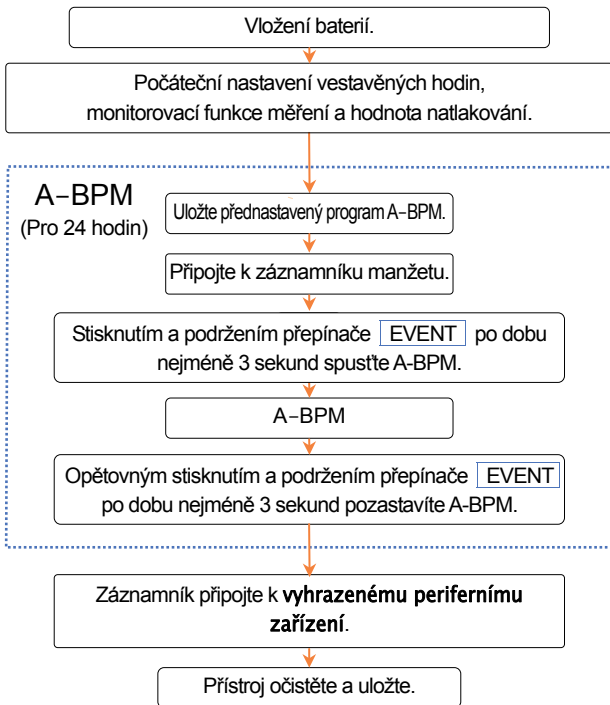 Vložení baterií.
Počáteční nastavení vestavěných hodin,
monitorovací funkce měření a hodnota natlakování.
A–BPM
(Pro 24 hodin)
Uložte přednastavený program A–BPM.
Připojte k záznamníku manžetu.
Stisknutím a podržením přepínače EVENT po dobu
nejméně 3 sekund spusťte A-BPM.
A–BPM
Opětovným stisknutím a podržením přepínače EVENT
po dobu nejméně 3 sekund pozastavíte A-BPM.
Záznamník připojte k vyhrazenému perifernímu
zařízení.
Přístroj očistěte a uložte.